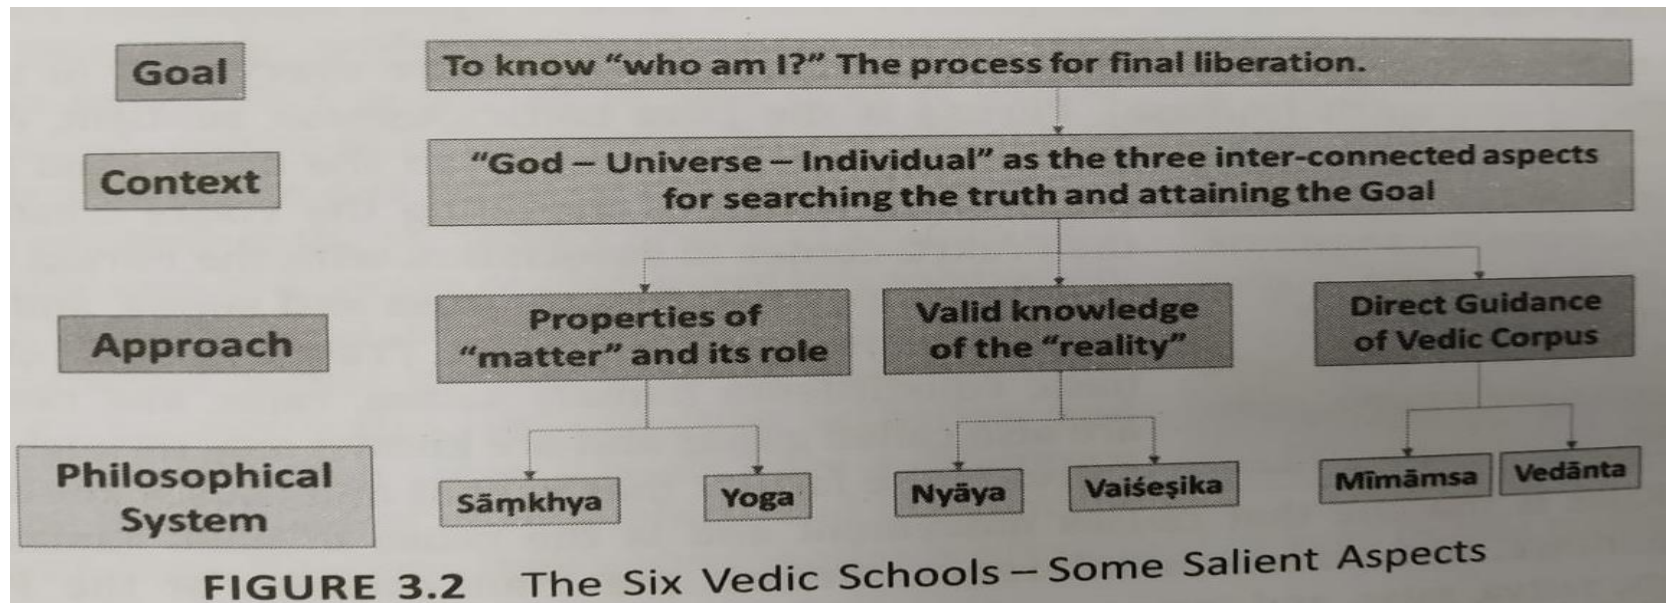 Goal
To know “who am I?” The process for final liberation.
Context
“God – Universe – Individual” as the three inter-connected aspects
for searching the truth and attaining the Goal
Approach
Properties of
“matter” and its role
Valid knowledge
of the “reality”
Direct Guidance
of Vedic Corpus
Philosophical
System
Sāṃkhya
Yoga
Nyāya
Vaiśeṣika
Mīmāmsa
Vedānta
FIGURE 3.2 The Six Vedic Schools – Some Salient Aspects